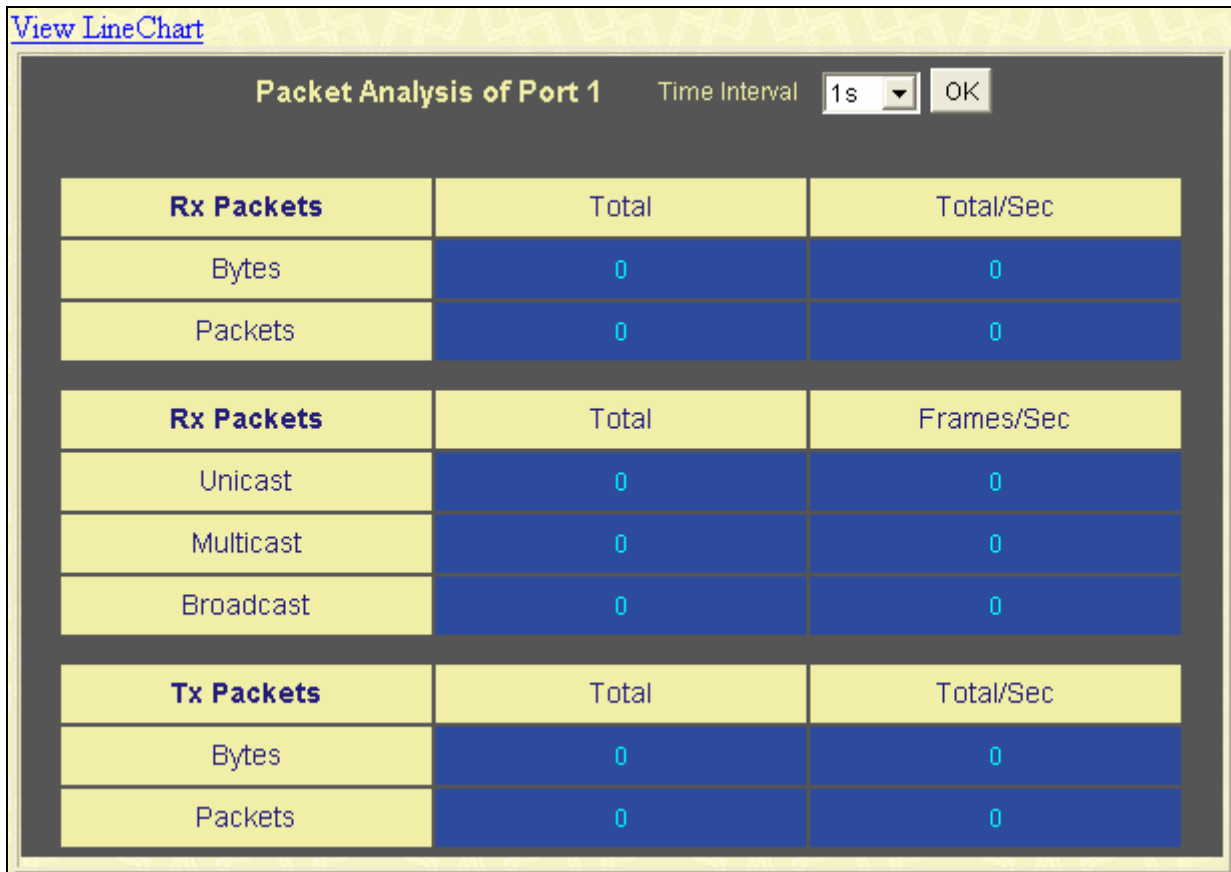 View LineChart
Packet Analysis of Port 1 Time Interval 1s OK
Rx Packets Total Total/Sec
Bytes 0 0
Packets 0 0
Rx Packets Total Frames/Sec
Unicast 0 0
Multicast 0 0
Broadcast 0 0
Tx Packets Total Total/Sec
Bytes 0 0
Packets 0 0